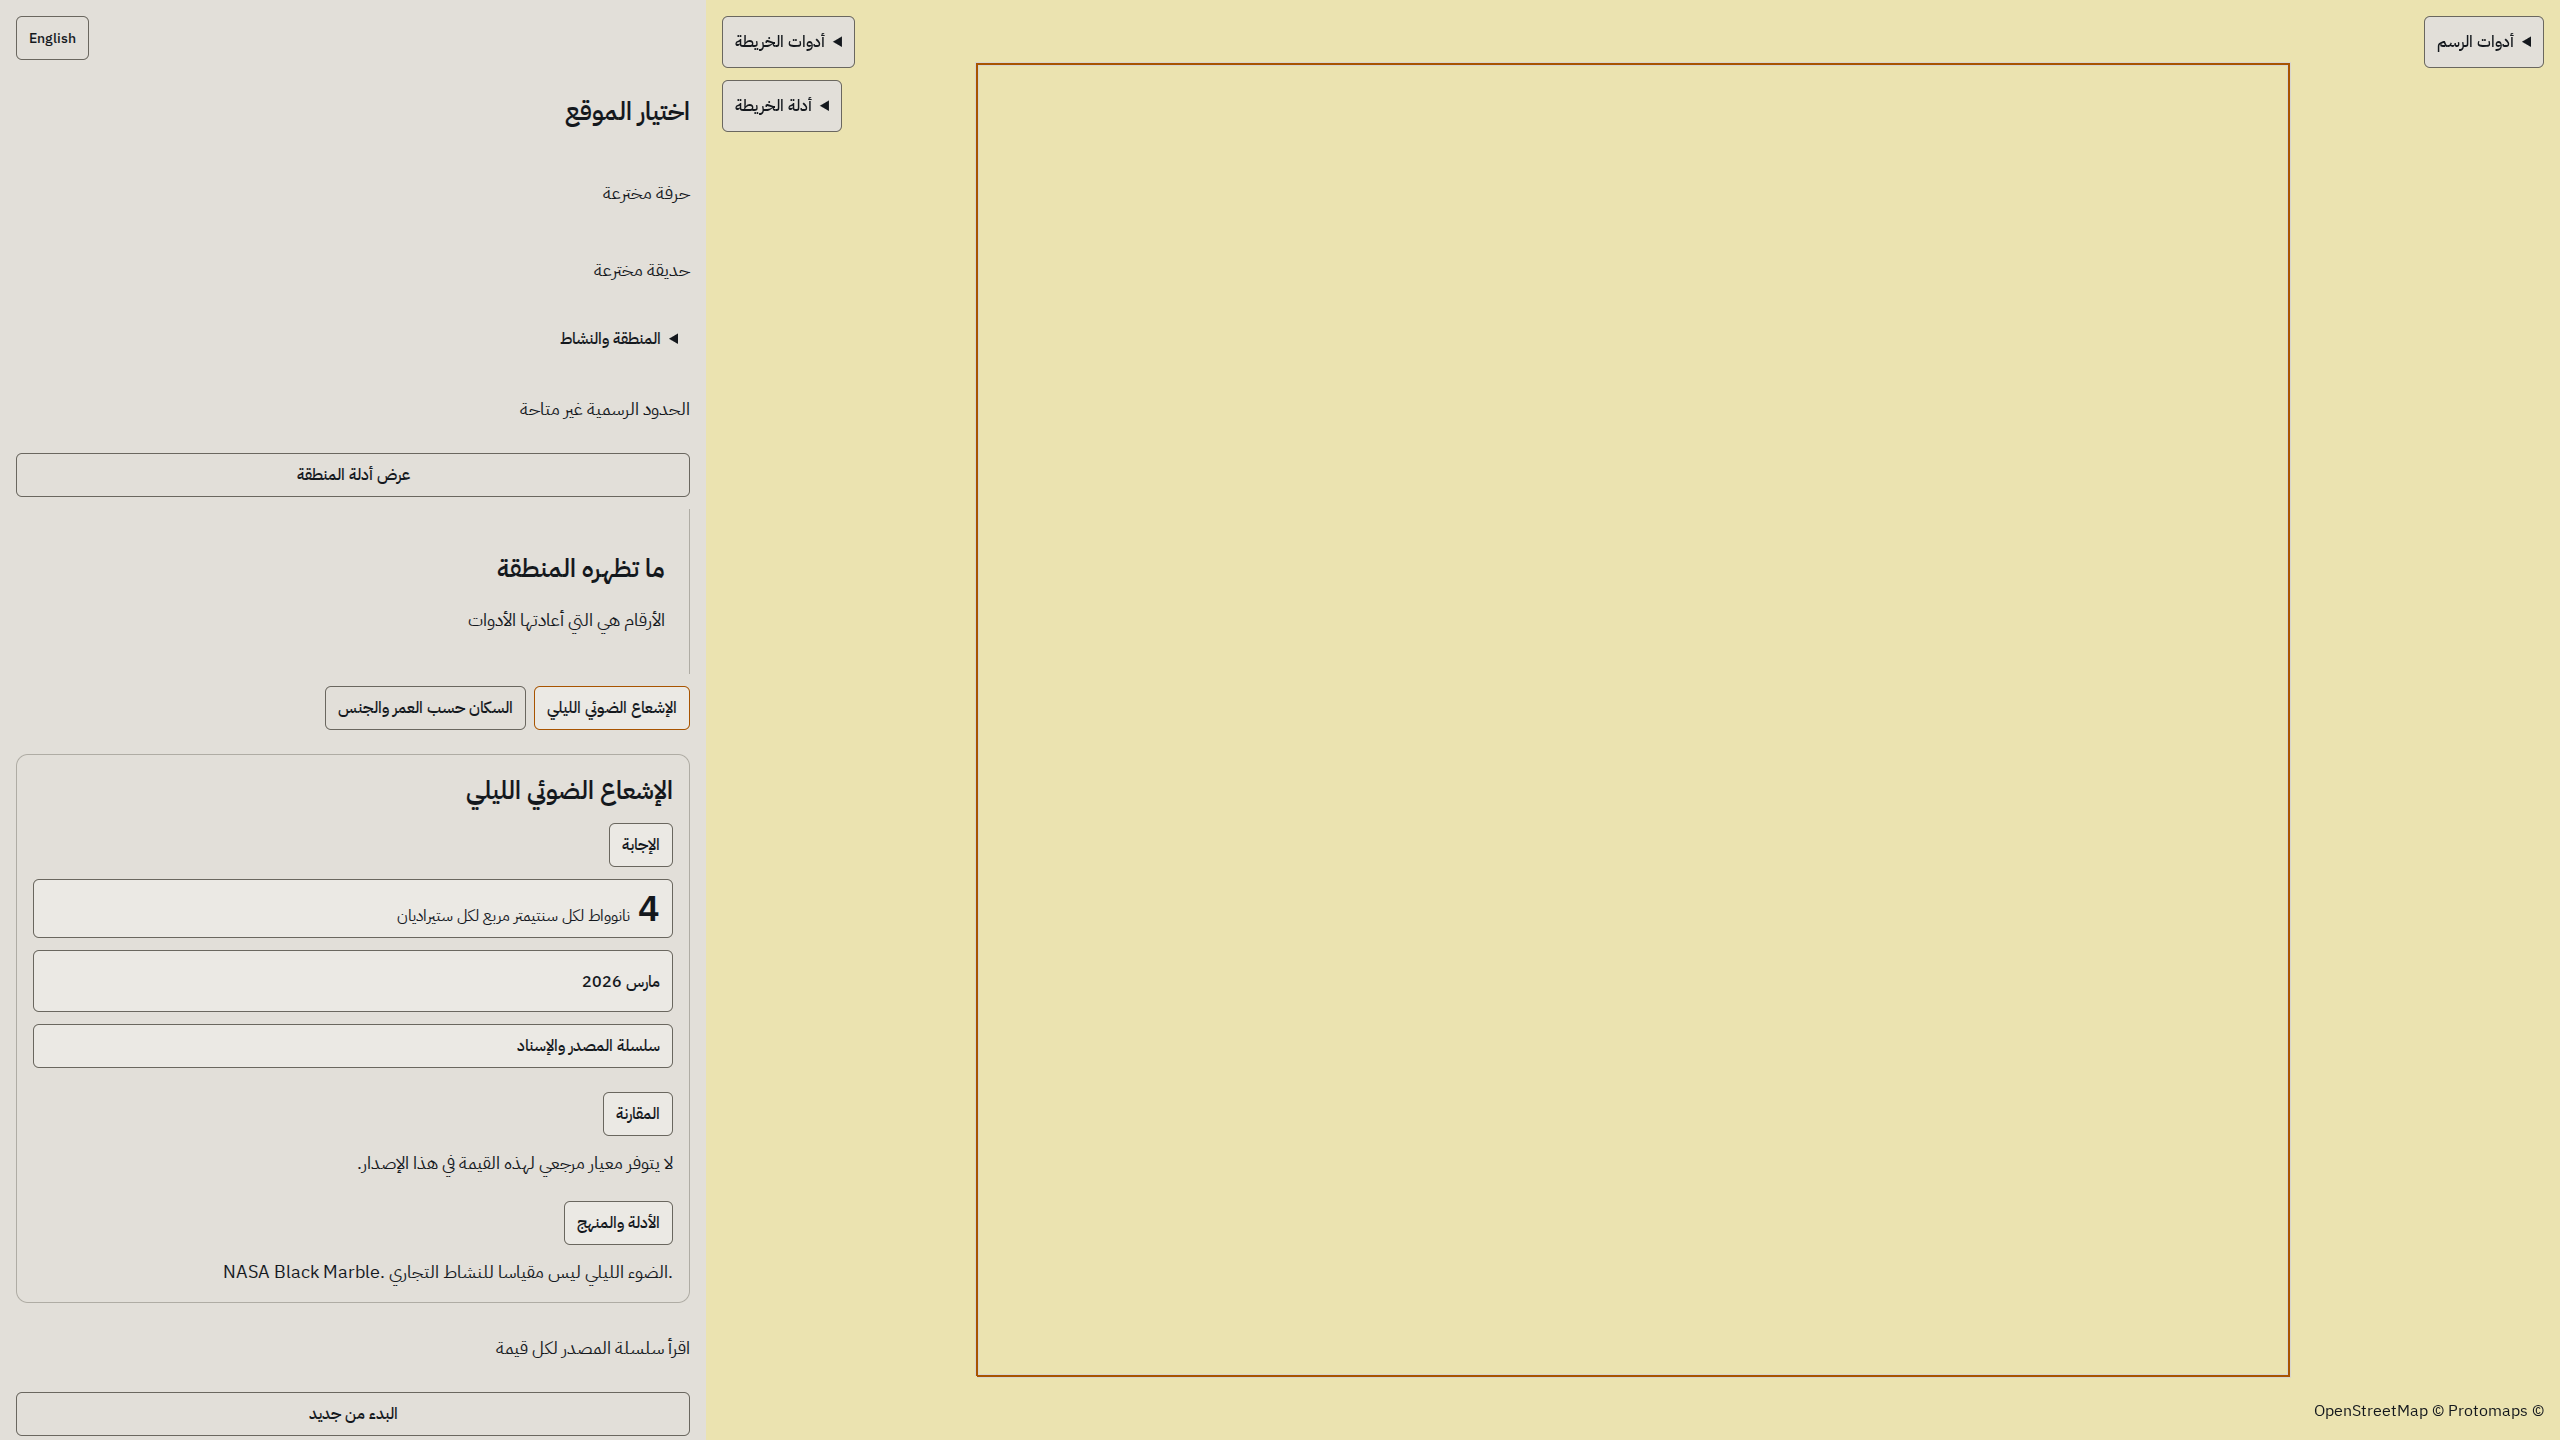 English
اختيار الموقع
حرفة مخترعة
حديقة مخترعة
المنطقة والنشاط
الحدود الرسمية غير متاحة
عرض أدلة المنطقة
ما تظهره المنطقة
الأرقام هي التي أعادتها الأدوات
الإشعاع الضوئي الليلي
السكان حسب العمر والجنس
الإشعاع الضوئي الليلي
الإجابة
4 نانوواط لكل سنتيمتر مربع لكل ستيراديان
مارس 2026
سلسلة المصدر والإسناد
المقارنة
لا يتوفر معيار مرجعي لهذه القيمة في هذا الإصدار.
الأدلة والمنهج
.الضوء الليلي ليس مقياسا للنشاط التجاري .NASA Black Marble
اقرأ سلسلة المصدر لكل قيمة
البدء من جديد
أدوات الخريطة
أدلة الخريطة
أدوات الرسم
OpenStreetMap © Protomaps ©